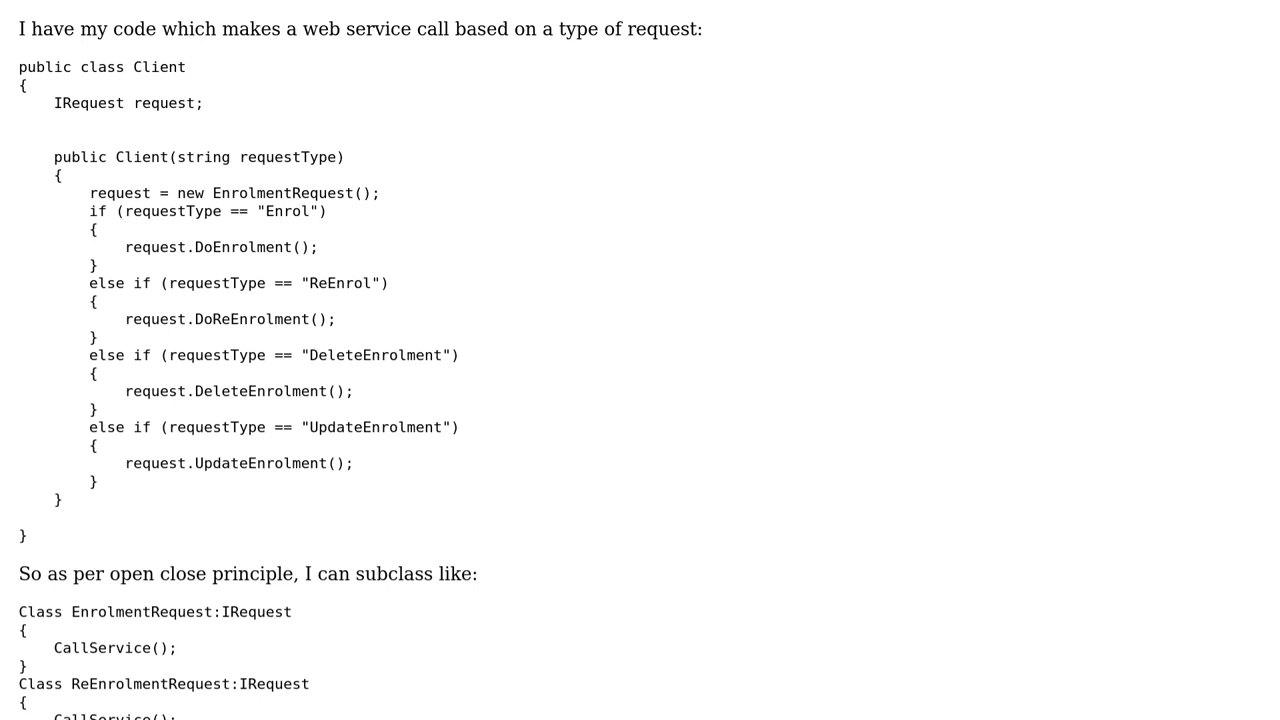 I have my code which makes a web service call based on a type of request:
public class Client
{
    IRequest request;
    public Client(string requestType)
    {
        request = new EnrolmentRequest();
        if (requestType == "Enrol")
        {
            request.DoEnrolment();
        }
        else if (requestType == "ReEnrol")
        {
            request.DoReEnrolment();
        }
        else if (requestType == "DeleteEnrolment")
        {
            request.DeleteEnrolment();
        }
        else if (requestType == "UpdateEnrolment")
        {
            request.UpdateEnrolment();
        }
    }
}
So as per open close principle, I can subclass like:
Class EnrolmentRequest:IRequest
{
    CallService();
}
Class ReEnrolmentRequest:IRequest
{
    CallService();